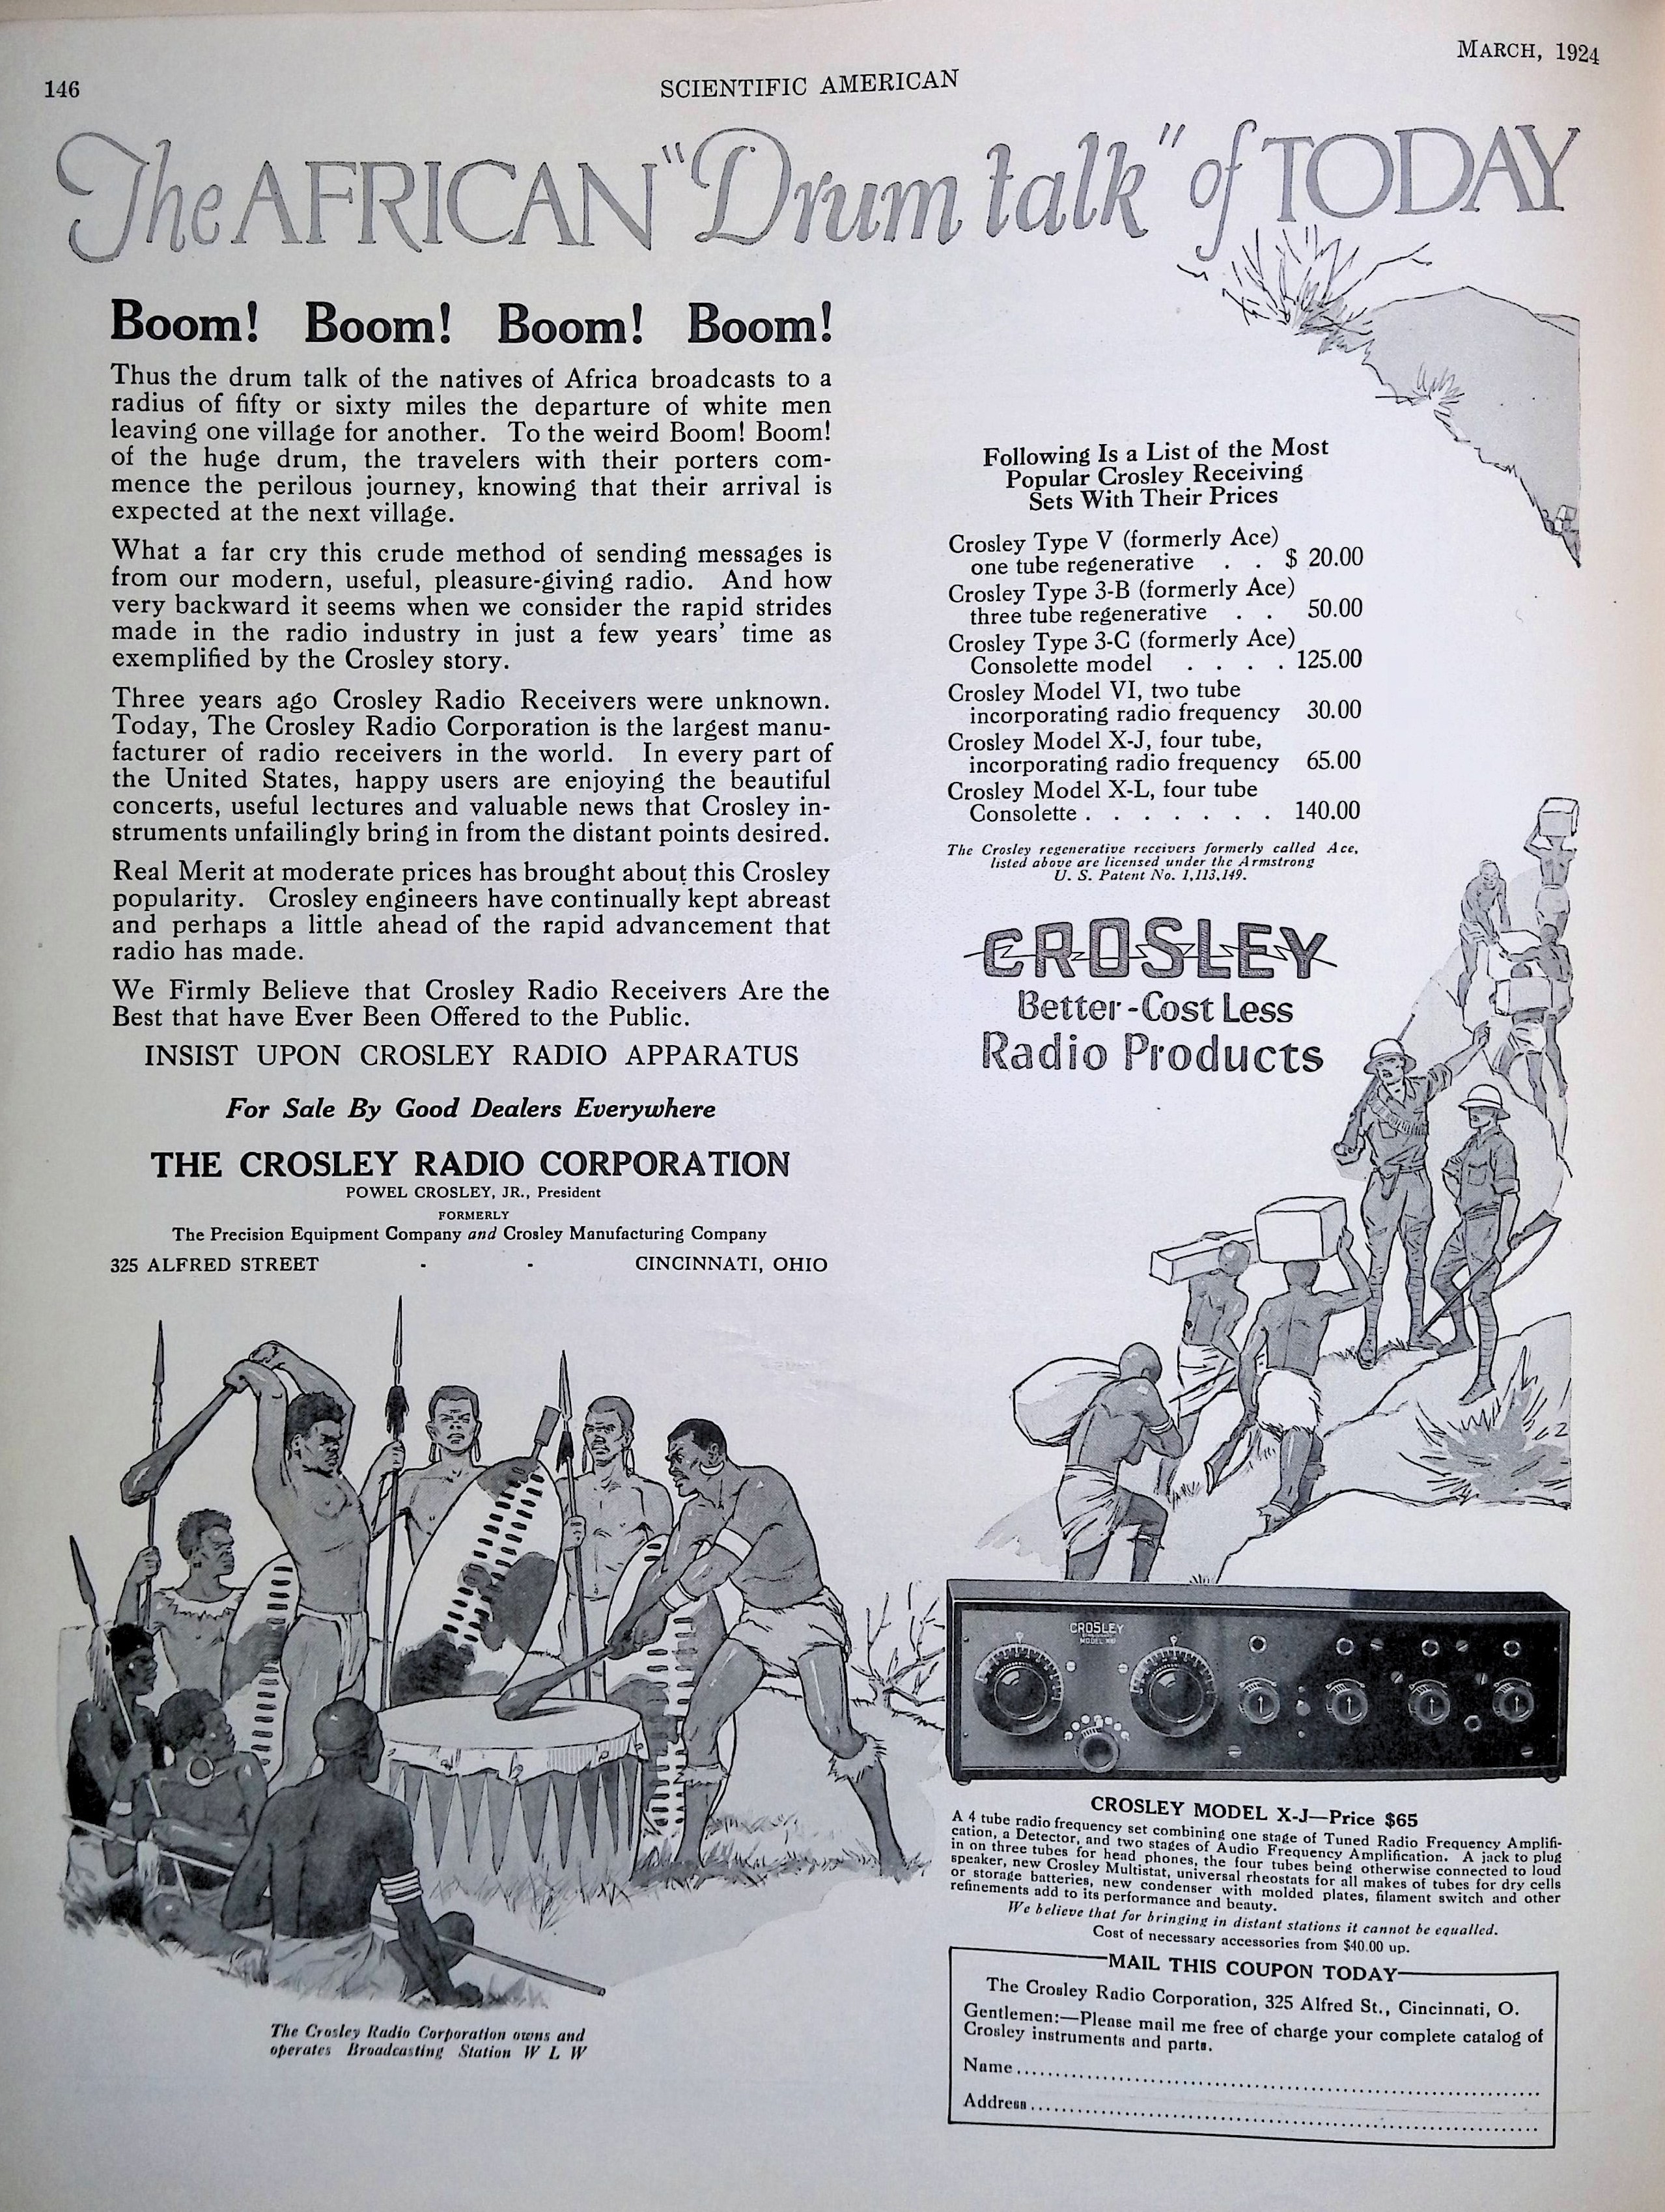 146
SCIENTIFIC AMERICAN
MARCH, 1924
The AFRICAN "Drum talk" of TODAY
Boom! Boom! Boom! Boom!
Thus the drum talk of the natives of Africa broadcasts to a
radius of fifty or sixty miles the departure of white men
leaving one village for another. To the weird Boom! Boom!
of the huge drum, the travelers with their porters com-
mence the perilous journey, knowing that their arrival is
expected at the next village.
What a far cry this crude method of sending messages is
from our modern, useful, pleasure-giving radio. And how
very backward it seems when we consider the rapid strides
made in the radio industry in just a few years' time as
exemplified by the Crosley story.
Three years ago Crosley Radio Receivers were unknown.
Today, The Crosley Radio Corporation is the largest manu-
facturer of radio receivers in the world. In every part of
the United States, happy users are enjoying the beautiful
concerts, useful lectures and valuable news that Crosley in-
struments unfailingly bring in from the distant points desired.
Real Merit at moderate prices has brought about this Crosley
popularity. Crosley engineers have continually kept abreast
and perhaps a little ahead of the rapid advancement that
radio has made.
We Firmly Believe that Crosley Radio Receivers Are the
Best that have Ever Been Offered to the Public.
INSIST UPON CROSLEY RADIO APPARATUS
For Sale By Good Dealers Everywhere
THE CROSLEY RADIO CORPORATION
POWEL CROSLEY, JR., President
FORMERLY
The Precision Equipment Company and Crosley Manufacturing Company
325 ALFRED STREET - - CINCINNATI, OHIO
The Crosley Radio Corporation owns and
operates Broadcasting Station W L W
Following Is a List of the Most
Popular Crosley Receiving
Sets With Their Prices
Crosley Type V (formerly Ace)
one tube regenerative . . $ 20.00
Crosley Type 3-B (formerly Ace)
three tube regenerative . . 50.00
Crosley Type 3-C (formerly Ace)
Consolette model . . . . 125.00
Crosley Model VI, two tube
incorporating radio frequency 30.00
Crosley Model X-J, four tube,
incorporating radio frequency 65.00
Crosley Model X-L, four tube
Consolette . . . . . . . 140.00
The Crosley regenerative receivers formerly called Ace,
listed above are licensed under the Armstrong
U. S. Patent No. 1,113,149.
CROSLEY
Better-Cost Less
Radio Products
CROSLEY
CROSLEY MODEL X-J—Price $65
A 4 tube radio frequency set combining one stage of Tuned Radio Frequency Amplifi-
cation, a Detector, and two stages of Audio Frequency Amplification. A jack to plug
in on three tubes for head phones, the four tubes being otherwise connected to loud
speaker, new Crosley Multistat, universal rheostats for all makes of tubes for dry cells
or storage batteries, new condenser with molded plates, filament switch and other
refinements add to its performance and beauty.
We believe that for bringing in distant stations it cannot be equalled.
Cost of necessary accessories from $40.00 up.
MAIL THIS COUPON TODAY
The Crosley Radio Corporation, 325 Alfred St., Cincinnati, O.
Gentlemen:—Please mail me free of charge your complete catalog of
Crosley instruments and parts.
Name
Address